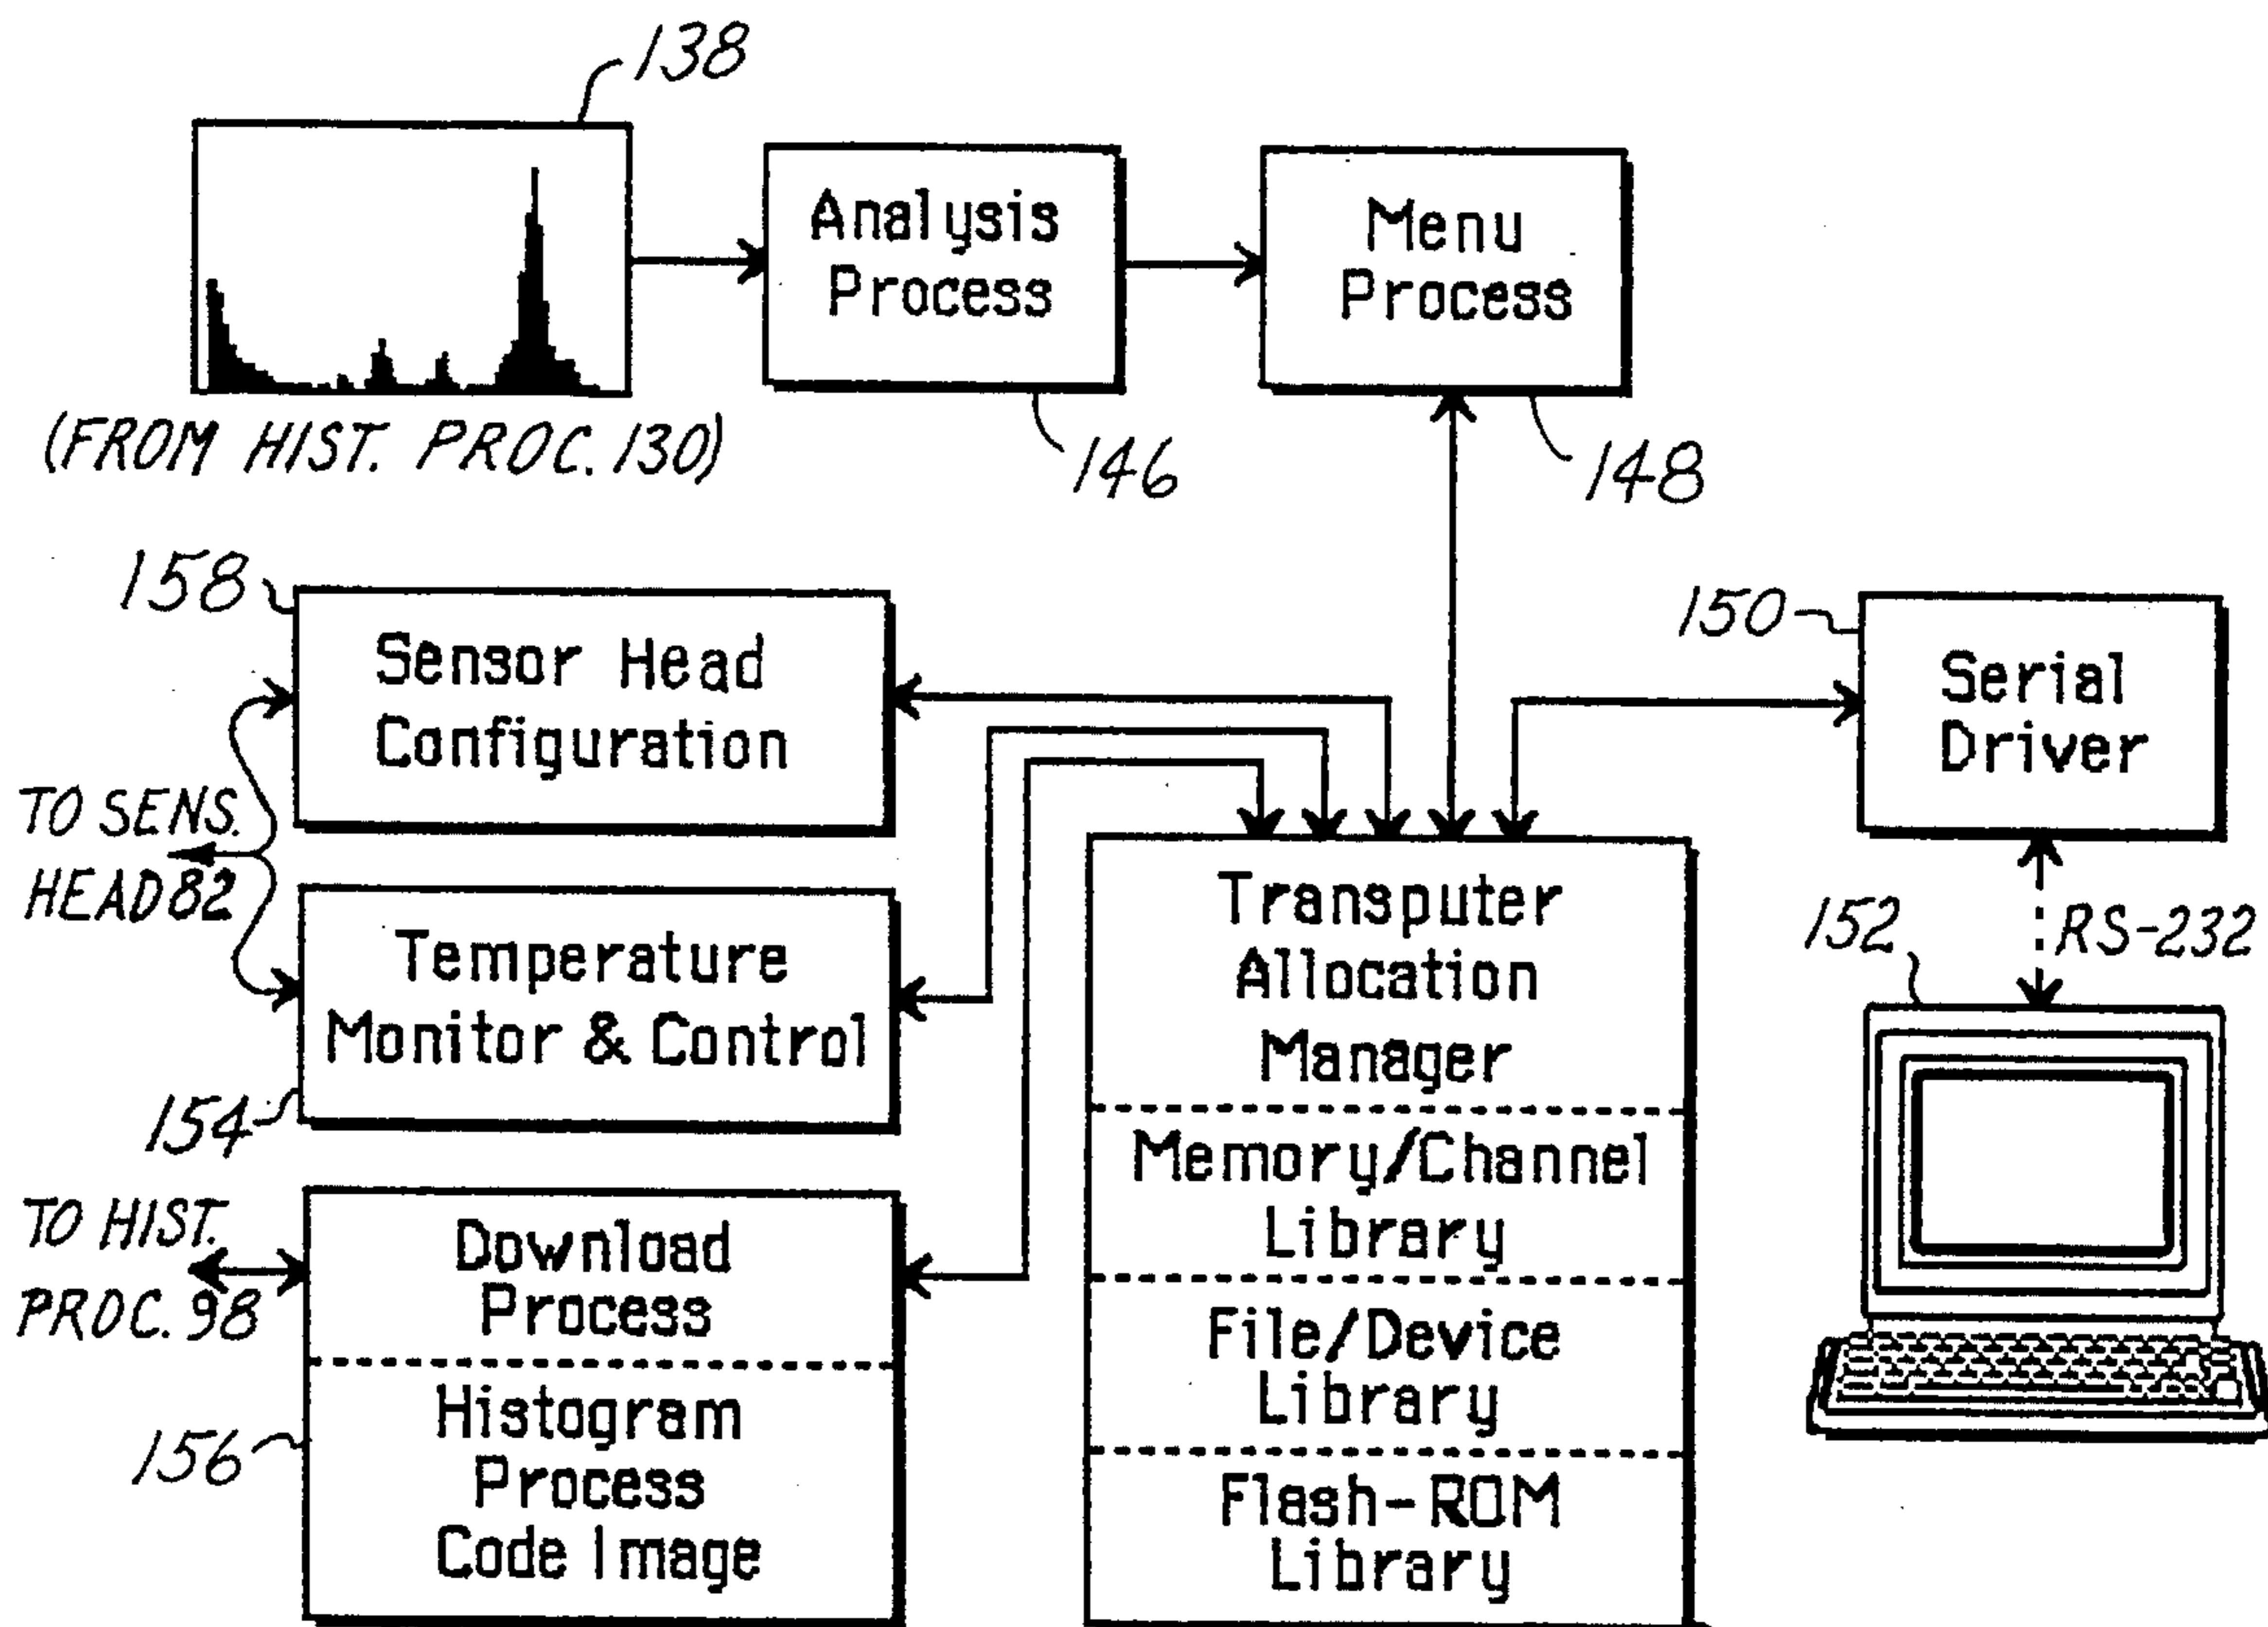 138
Analysis
Process
Menu
Process
(FROM HIST. PROC. 130)
146
148
158
Sensor Head
Configuration
150
Serial
Driver
TO SENS.
HEAD 82
Temperature
Monitor & Control
154
Transputer
Allocation
Manager
Memory/Channel
Library
File/Device
Library
Flash-ROM
Library
152
RS-232
TO HIST.
PROC. 98
Download
Process
Histogram
Process
Code Image
156